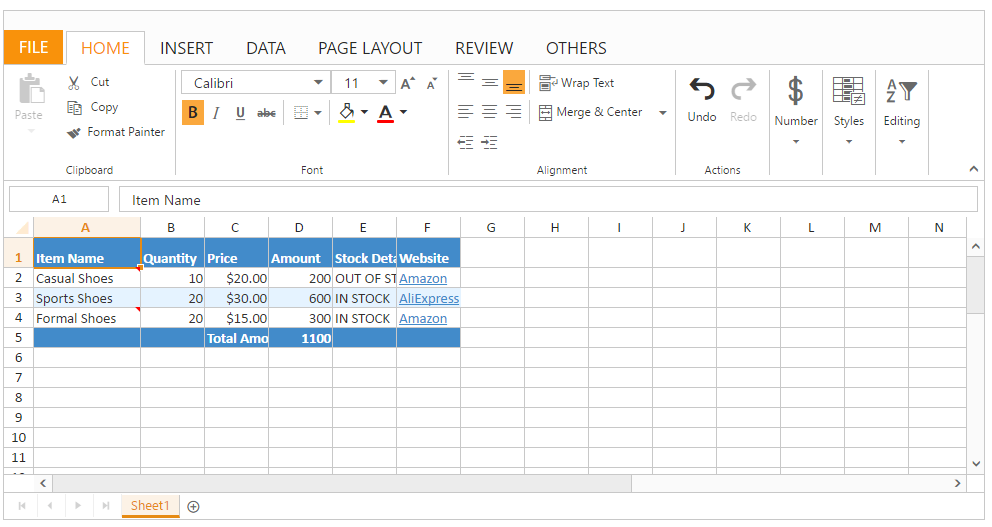 FILE HOME INSERT DATA PAGE LAYOUT REVIEW OTHERS
Paste
Cut
Copy
Format Painter
Clipboard
Calibri 11 A A
B I U abc A
Font
Wrap Text
Merge & Center
Alignment
Undo Redo
Actions
$
Number
Styles
A
Z
Editing
A1 Item Name
A B C D E F G H I J K L M N
1 Item Name Quantity Price Amount Stock Deta Website
2 Casual Shoes 10 $20.00 200 OUT OF ST Amazon
3 Sports Shoes 20 $30.00 600 IN STOCK AliExpress
4 Formal Shoes 20 $15.00 300 IN STOCK Amazon
5 Total Amo 1100
6
7
8
9
10
11
Sheet1